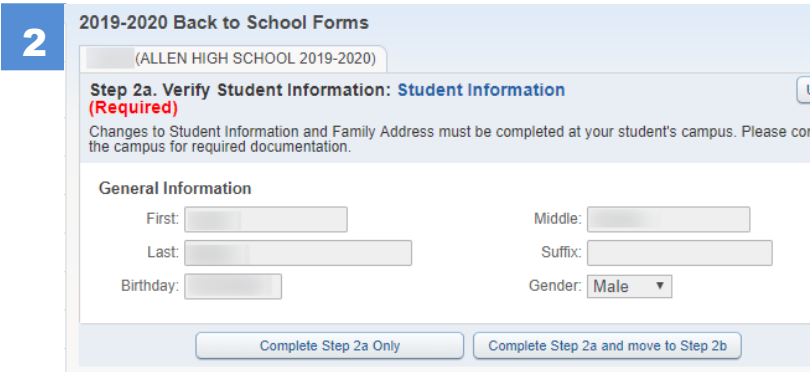 2
2019-2020 Back to School Forms
(ALLEN HIGH SCHOOL 2019-2020)
Step 2a. Verify Student Information: Student Information
(Required)
Changes to Student Information and Family Address must be completed at your student's campus. Please
the campus for required documentation.
General Information
First:
Middle:
Last:
Suffix:
Birthday:
Gender: Male
Complete Step 2a Only
Complete Step 2a and move to Step 2b